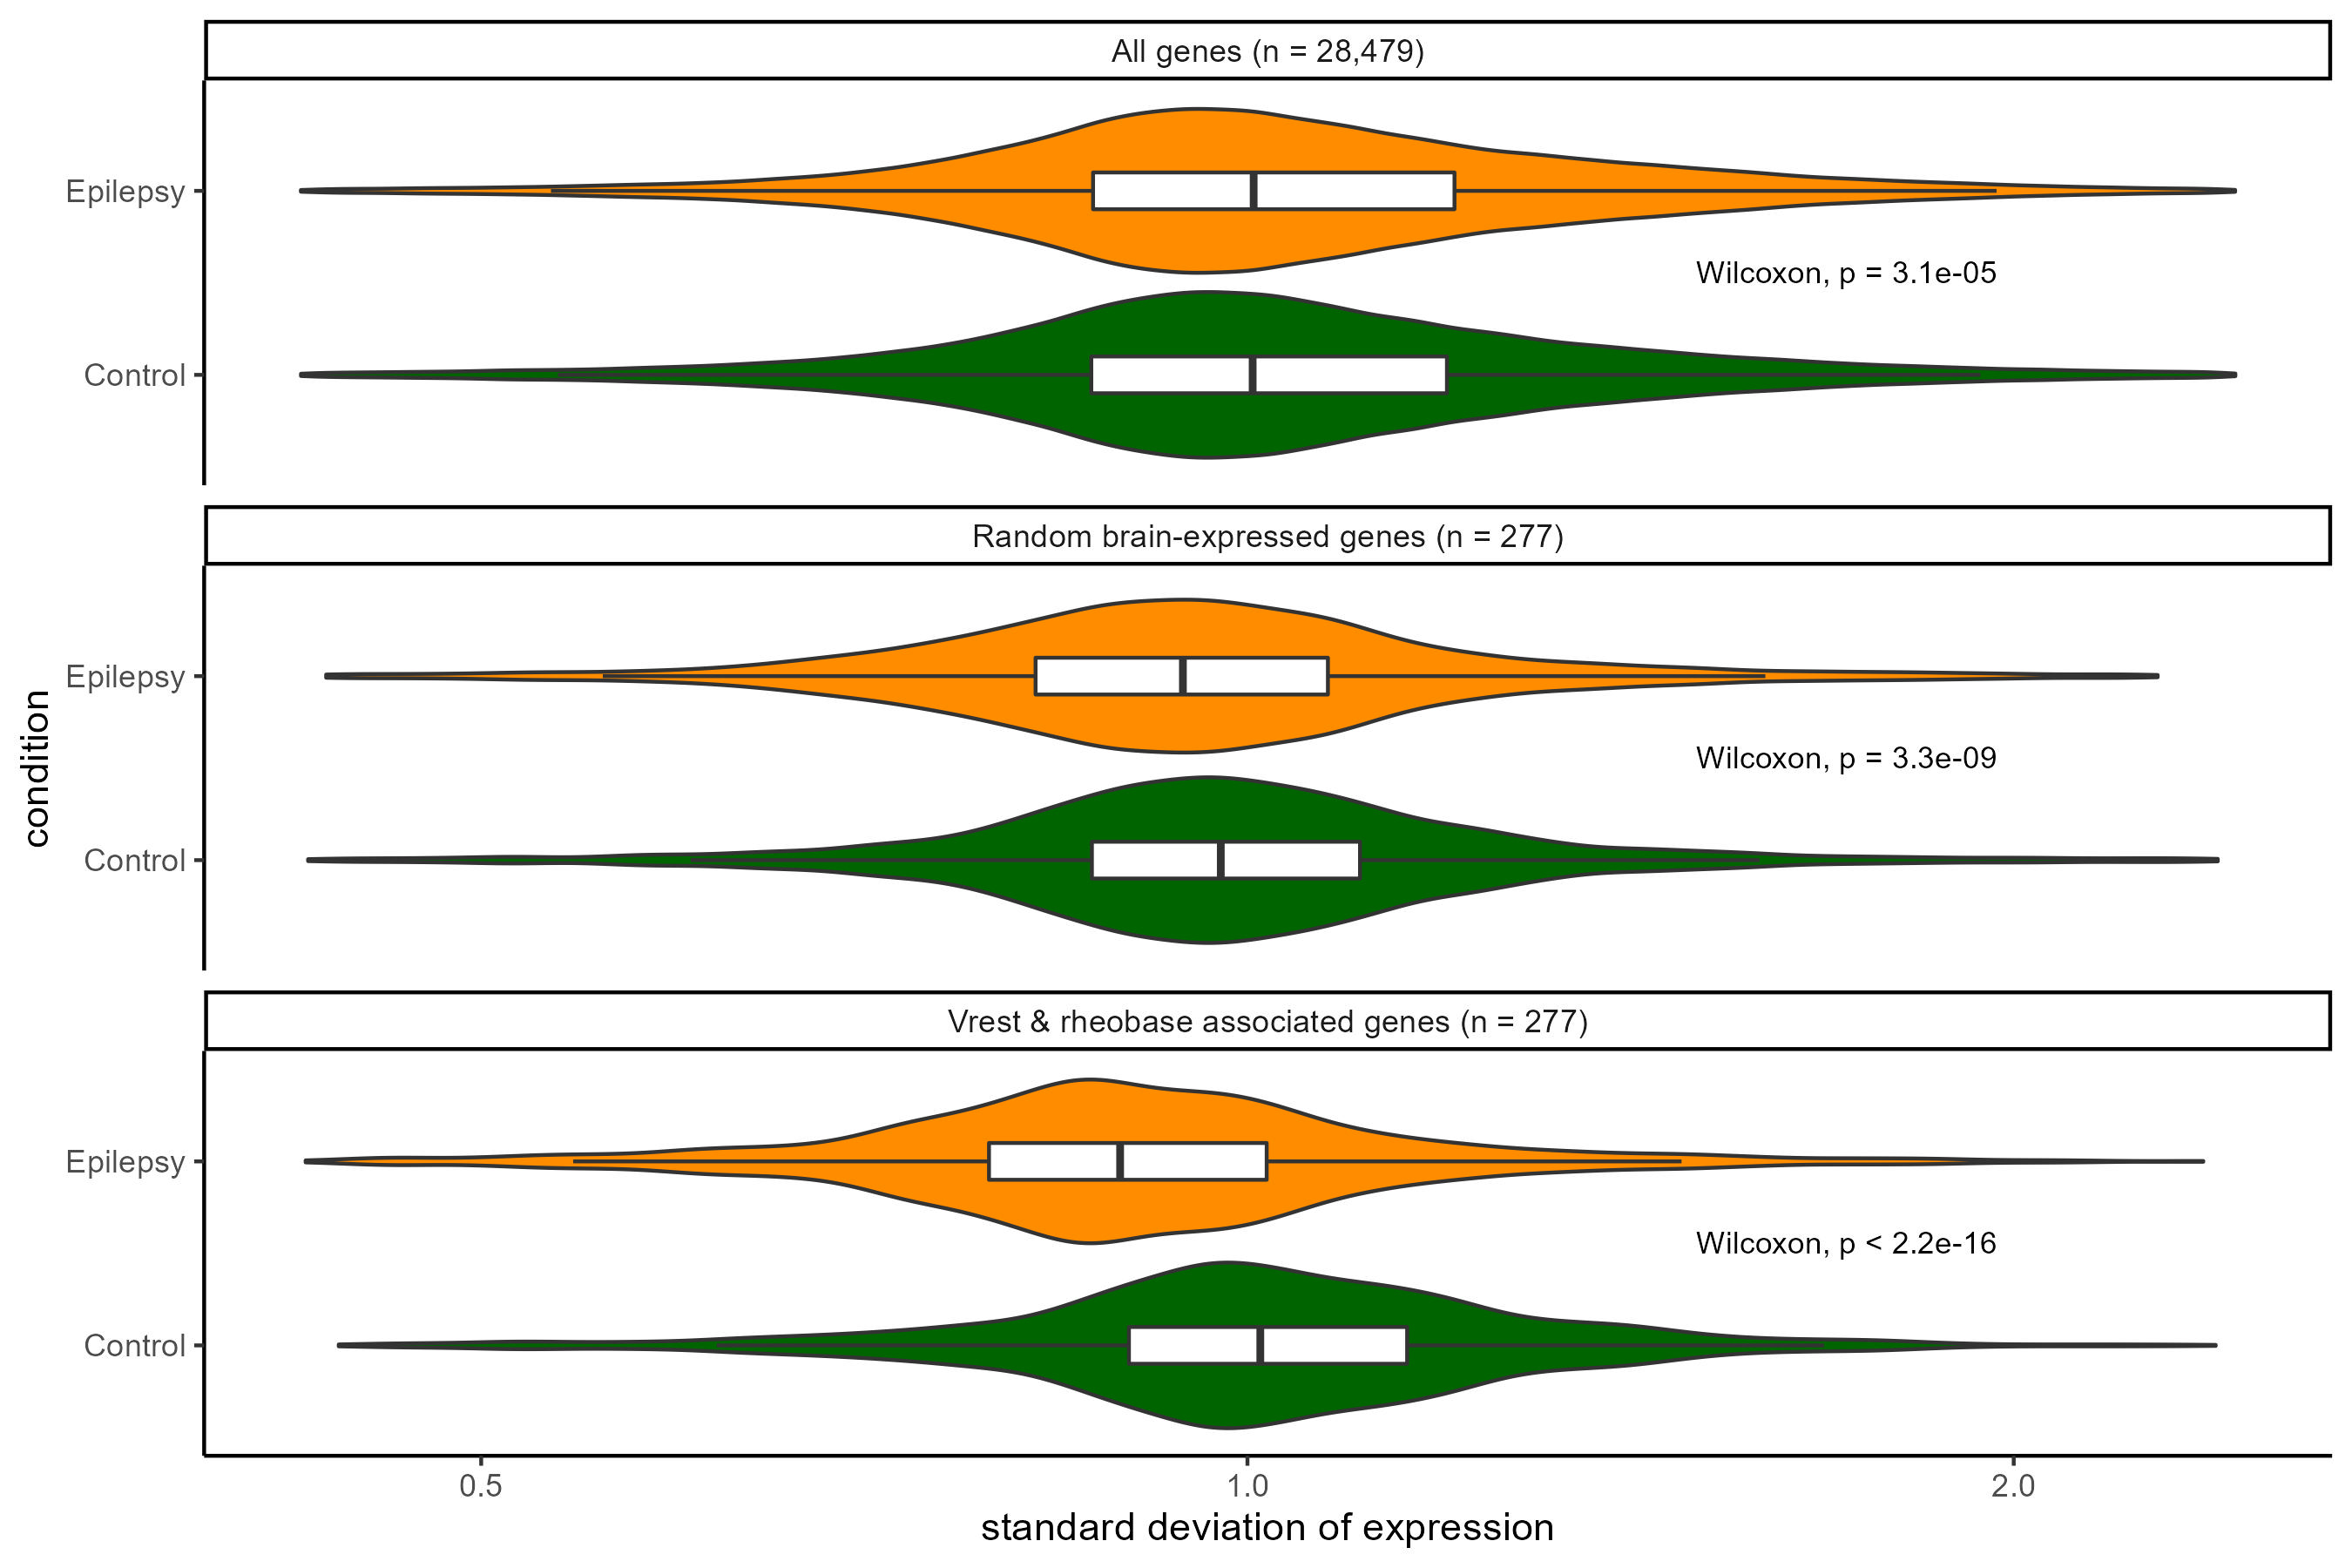 All genes (n = 28,479)
Epilepsy
Wilcoxon, p = 3.1e-05
Control
Random brain-expressed genes (n = 277)
Epilepsy
Wilcoxon, p = 3.3e-09
Control
condition
Vrest & rheobase associated genes (n = 277)
Epilepsy
Wilcoxon, p < 2.2e-16
Control
0.5 1.0 2.0
standard deviation of expression